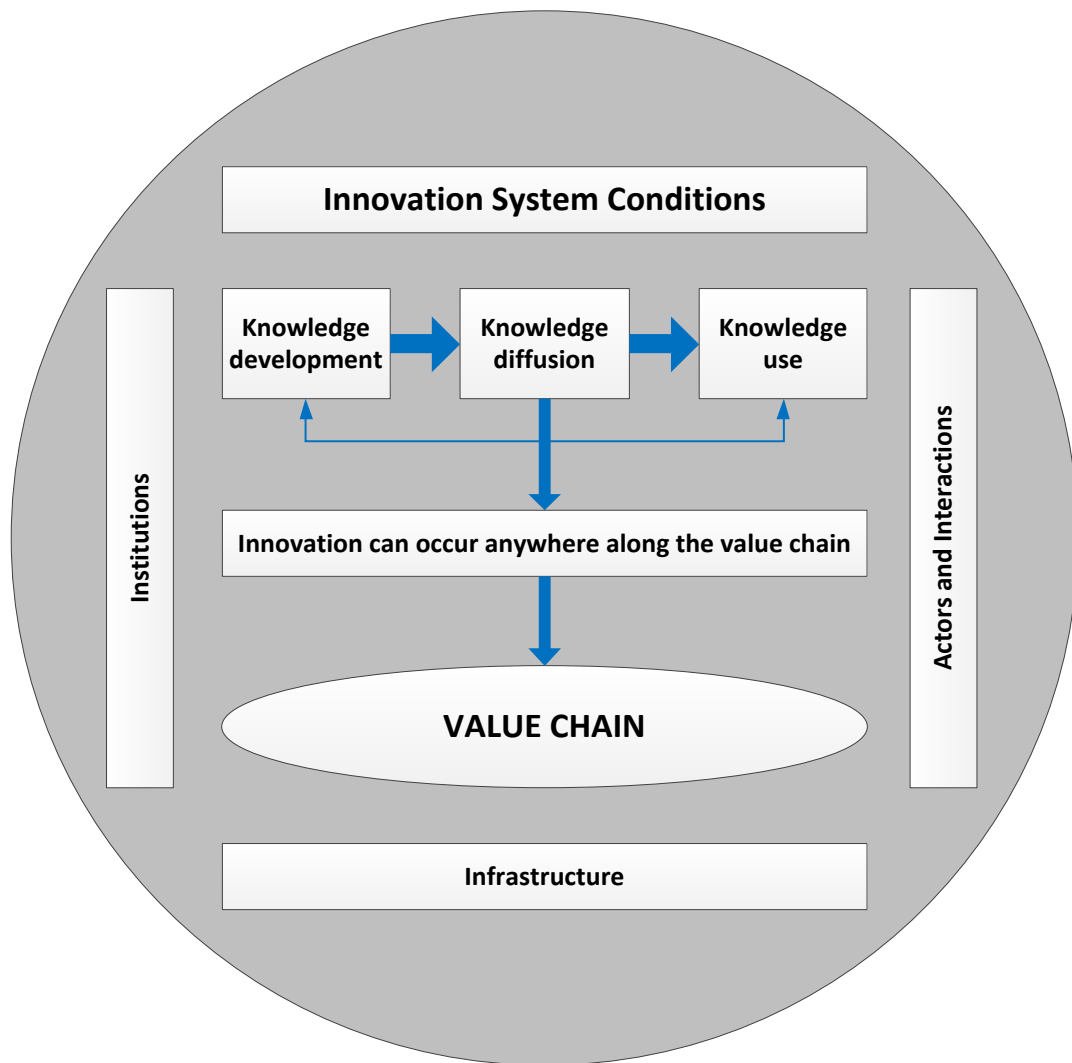 Innovation System Conditions
Knowledge
development
Knowledge
diffusion
Knowledge
use
Institutions
Actors and Interactions
Innovation can occur anywhere along the value chain
VALUE CHAIN
Infrastructure